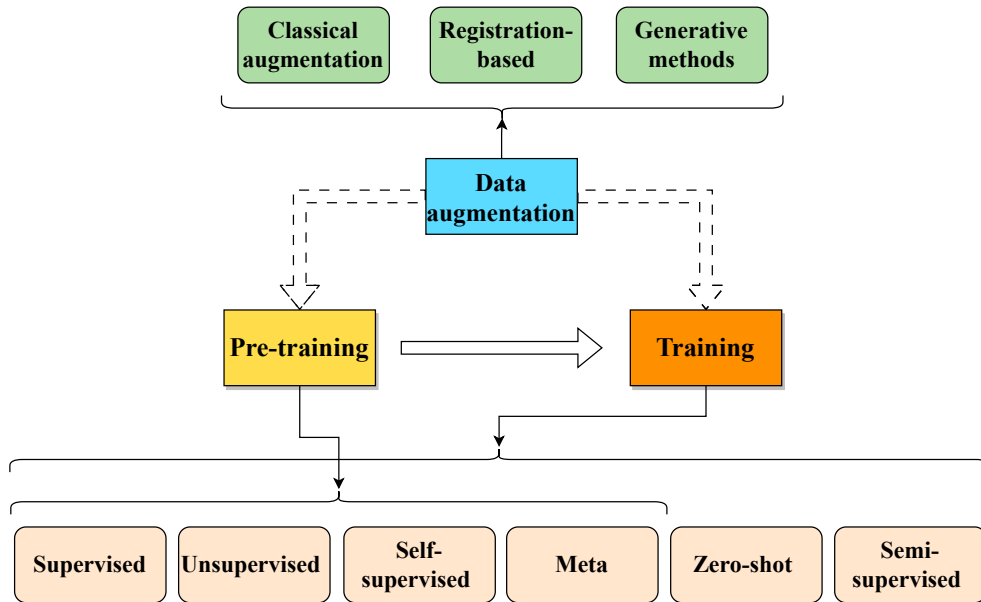 Classical
augmentation
Registration-
based
Generative
methods
Data
augmentation
Pre-training
Training
Supervised
Unsupervised
Self-
supervised
Meta
Zero-shot
Semi-
supervised